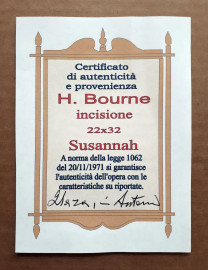 Certificato
di autenticità
e provenienza
H. Bourne
incisione
22x32
Susannah
A norma della legge 1062
del 20/11/1971 si garantisce
l'autenticità dell'opera con le
caratteristiche su riportate.